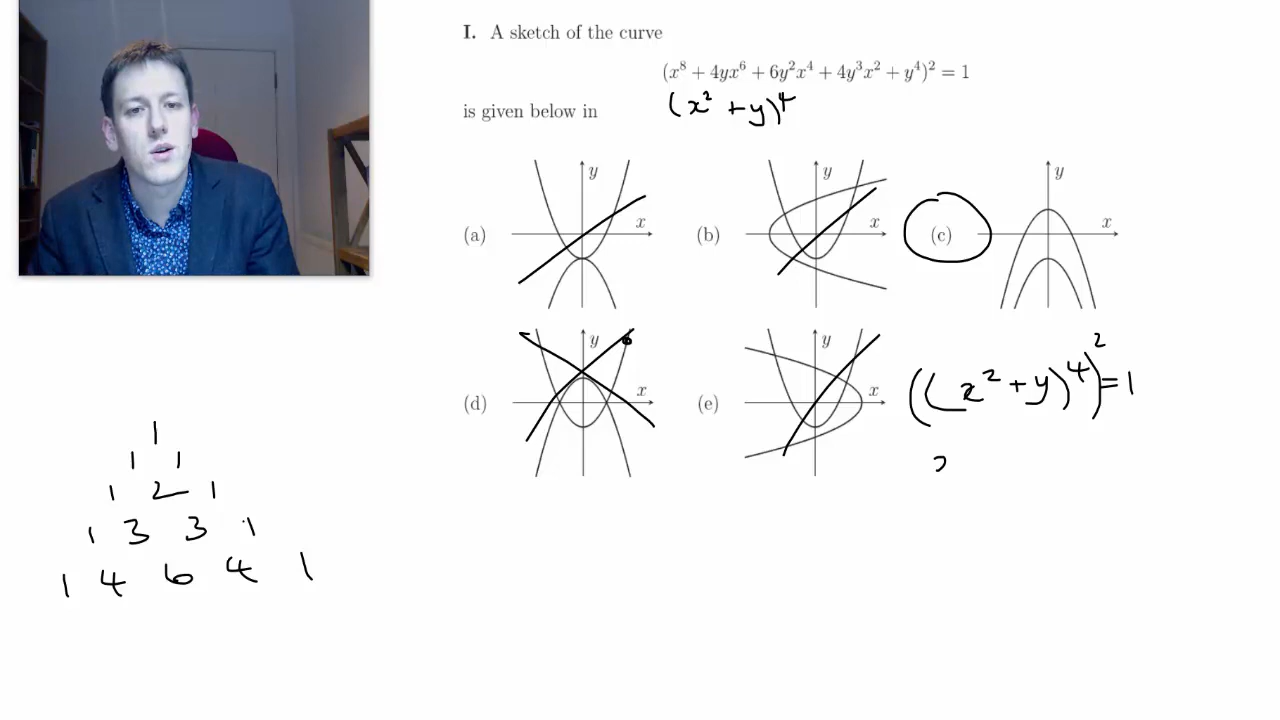 I. A sketch of the curve
(x⁸ + 4yx⁶ + 6y²x⁴ + 4y³x² + y⁴)² = 1
(x² + y)⁴
is given below in
y
x
(a)
y
x
(b)
y
x
(c)
y
x
(d)
y
x
(e)
((x² + y)⁴)² = 1
1
1 1
1 2 1
1 3 3 1
1 4 6 4 1